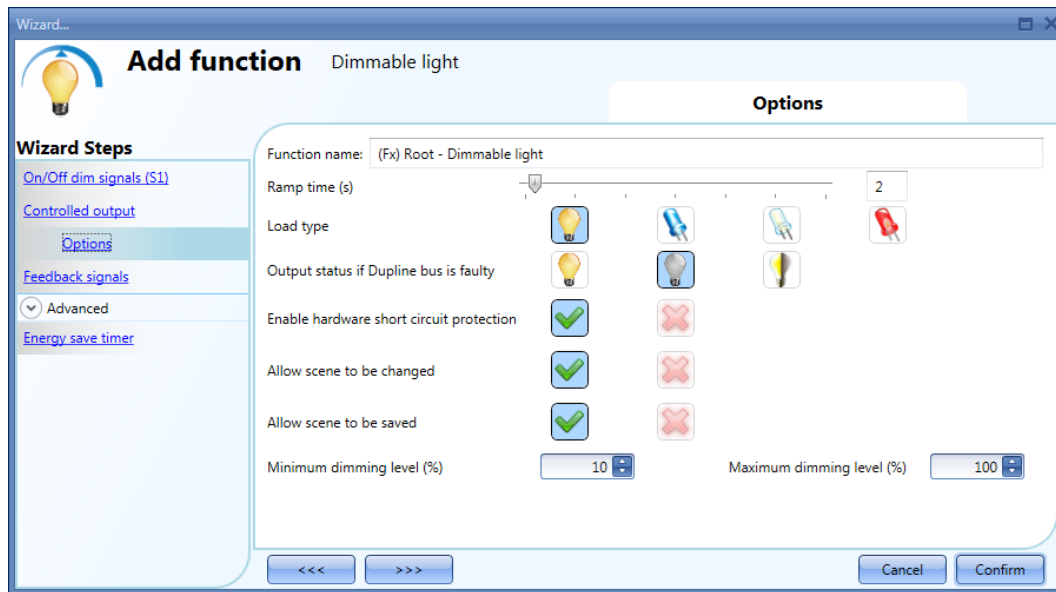 Wizard...
Add function Dimmable light
Options
Wizard Steps
On/Off dim signals (S1)
Controlled output
Options
Feedback signals
Advanced
Energy save timer
Function name: (Fx) Root - Dimmable light
Ramp time (s) 2
Load type
Output status if Dupline bus is faulty
Enable hardware short circuit protection
Allow scene to be changed
Allow scene to be saved
Minimum dimming level (%) 10 Maximum dimming level (%) 100
<<< >>> Cancel Confirm